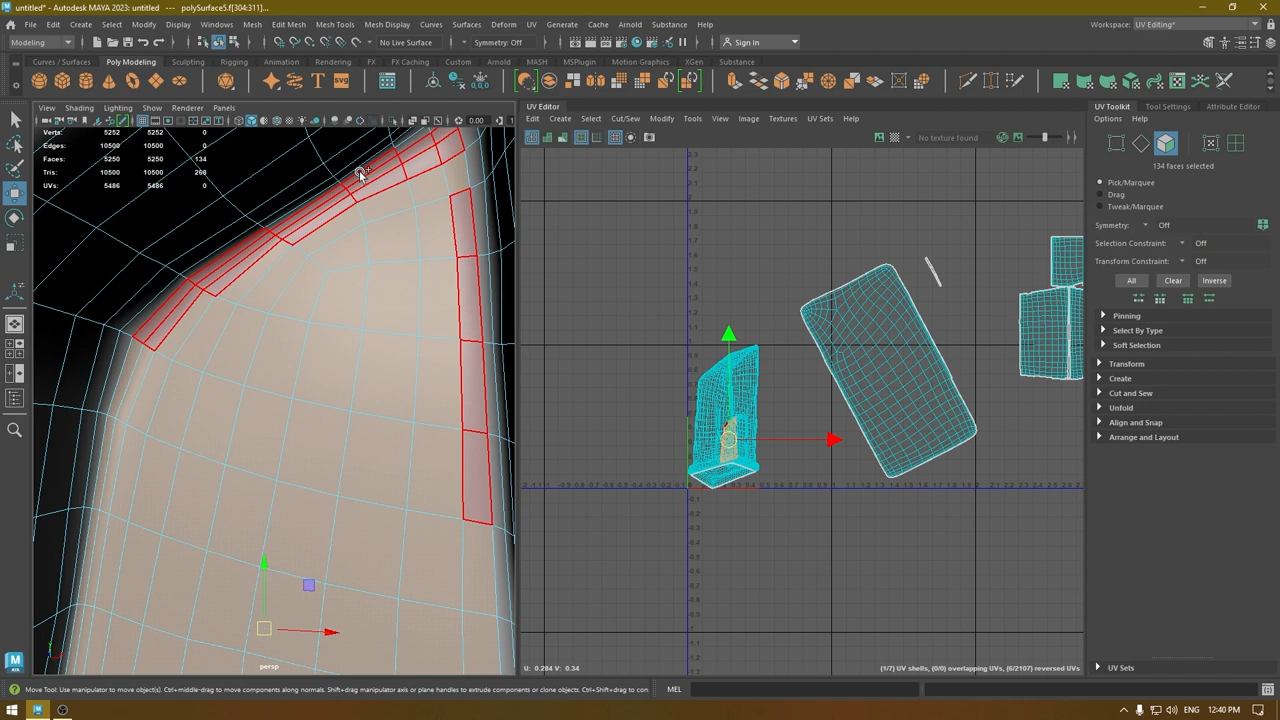 untitled* - Autodesk MAYA 2023: untitled --- polySurface5.f[304:311]...
File Edit Create Select Modify Display Windows Mesh Edit Mesh Mesh Tools Mesh Display Curves Surfaces Deform UV Generate Cache Arnold Substance Help
Workspace: UV Editing*
Modeling No Live Surface Symmetry: Off Sign In
Curves / Surfaces Poly Modeling Sculpting Rigging Animation Rendering FX FX Caching Custom Arnold MASH MSPlugin Motion Graphics XGen Substance
View Shading Lighting Show Renderer Panels
0.00
Verts: 5252 5252 0
Edges: 10500 10500 0
Faces: 5250 5250 134
Tris: 10500 10500 268
UVs: 5486 5486 0
persp
UV Editor
Edit Create Select Cut/Sew Modify Tools View Image Textures UV Sets Help
No texture found
U: 0.284 V: 0.34
(1/7) UV shells, (0/0) overlapping UVs, (6/2107) reversed UVs
UV Toolkit Tool Settings Attribute Editor
Options Help
134 faces selected
Pick/Marquee
Drag
Tweak/Marquee
Symmetry: Off
Selection Constraint: Off
Transform Constraint: Off
All Clear Inverse
Pinning
Select By Type
Soft Selection
Transform
Create
Cut and Sew
Unfold
Align and Snap
Arrange and Layout
UV Sets
Move Tool: Use manipulator to move object(s). Ctrl+middle-drag to move components along normals. Shift+drag manipulator axis or plane handles to extrude components or clone objects. Ctrl+Shift+drag to con
MEL
ENG 12:40 PM